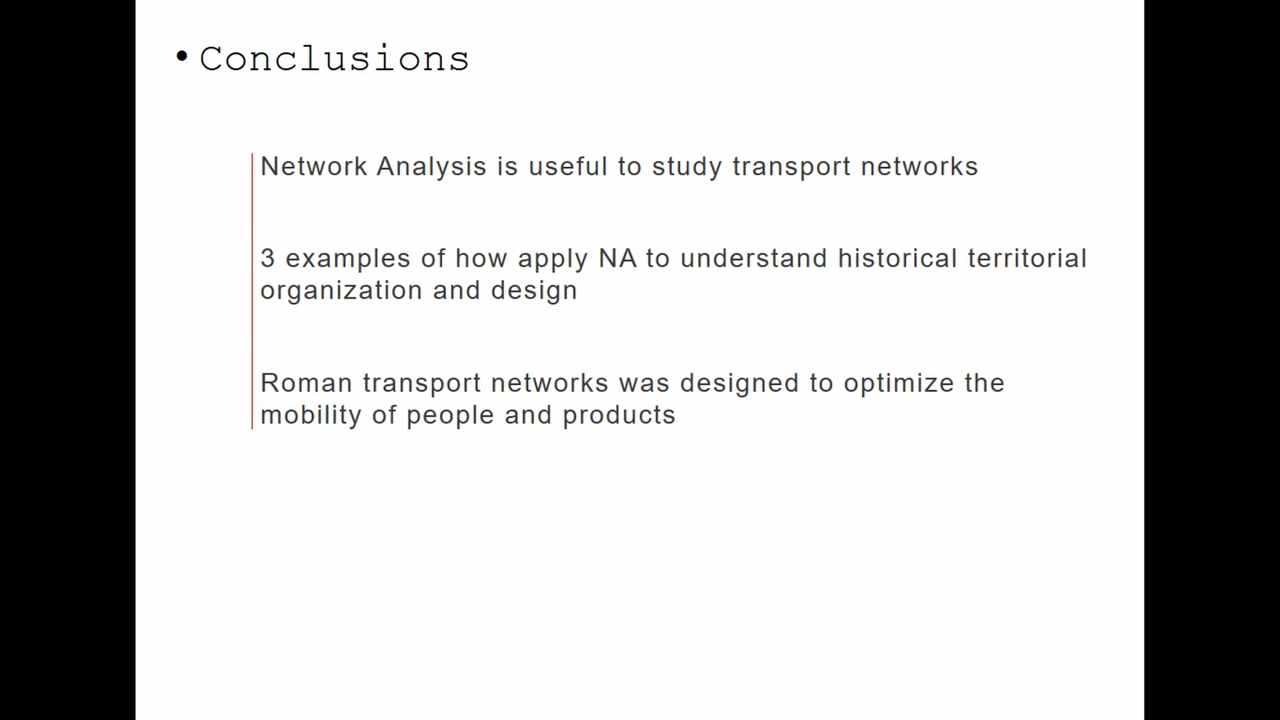 • Conclusions
Network Analysis is useful to study transport networks
3 examples of how apply NA to understand historical territorial
organization and design
Roman transport networks was designed to optimize the
mobility of people and products